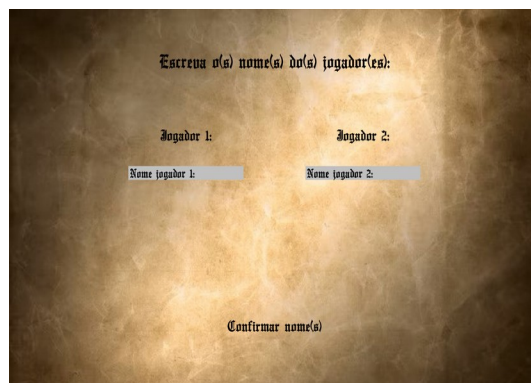 Escreva o(s) nome(s) do(s) jogador(es):
Jogador 1:
Jogador 2:
Nome jogador 1:
Nome jogador 2:
Confirmar nome(s)